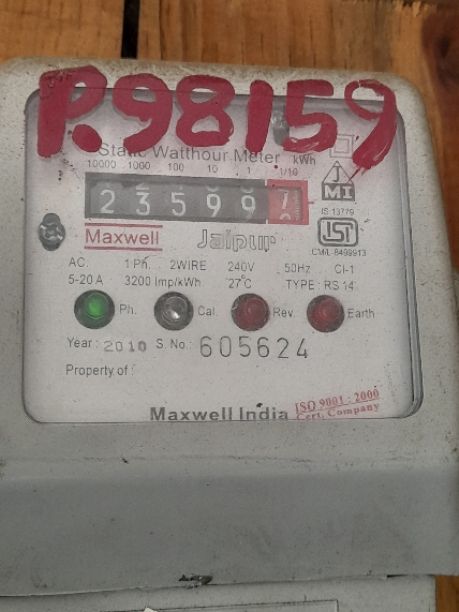 P.98159
Static Watthour Meter kWh
10000 1000 100 10 1 1/10
2 3 5 9 9 7
J
MI
IS 13779
Maxwell Jaipur
ISI
CM/L-8499913
AC. 1 Ph. 2WIRE 240V 50Hz Cl-1
5-20 A 3200 Imp/kWh 27°C TYPE: RS 14
Ph. Cal. Rev. Earth
Year: 2010 S. No.: 605624
Property of:
Maxwell India
ISO 9001 : 2000
Cert. Company